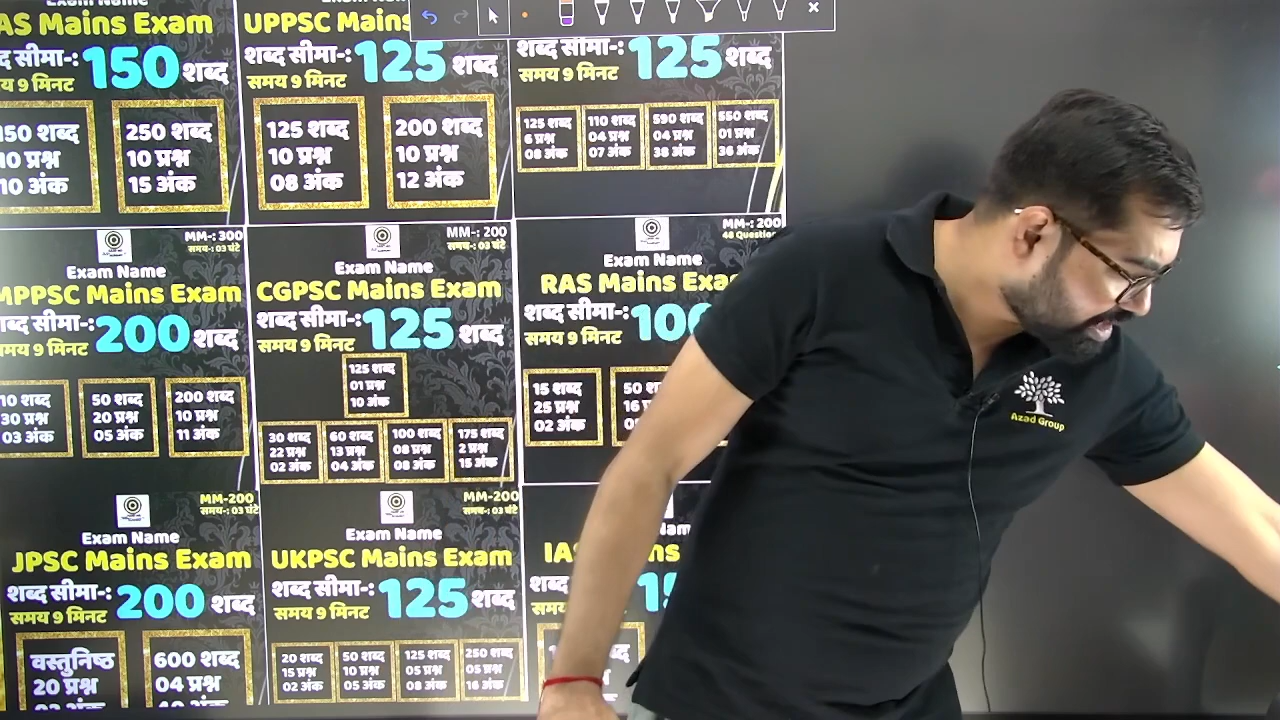 Exam Name
AS Mains Exam
द सीमा-: 150 शब्द
समय 9 मिनट
150 शब्द
10 प्रश्न
10 अंक
250 शब्द
10 प्रश्न
15 अंक
Exam Name
UPPSC Mains
शब्द सीमा-: 125 शब्द
समय 9 मिनट
125 शब्द
10 प्रश्न
08 अंक
200 शब्द
10 प्रश्न
12 अंक
शब्द सीमा-: 125 शब्द
समय 9 मिनट
125 शब्द
6 प्रश्न
08 अंक
110 शब्द
04 प्रश्न
07 अंक
590 शब्द
04 प्रश्न
38 अंक
550 शब्द
01 प्रश्न
36 अंक
MM-: 300
समय-: 03 घंटे
Exam Name
MPPSC Mains Exam
शब्द सीमा-: 200 शब्द
समय 9 मिनट
10 शब्द
30 प्रश्न
03 अंक
50 शब्द
20 प्रश्न
05 अंक
200 शब्द
10 प्रश्न
11 अंक
MM-: 200
समय-: 03 घंटे
Exam Name
CGPSC Mains Exam
शब्द सीमा-: 125 शब्द
समय 9 मिनट
125 शब्द
01 प्रश्न
10 अंक
30 शब्द
22 प्रश्न
02 अंक
60 शब्द
13 प्रश्न
04 अंक
100 शब्द
08 प्रश्न
08 अंक
175 शब्द
2 प्रश्न
15 अंक
MM-: 200
48 Question
Exam Name
RAS Mains Exa
शब्द सीमा-: 100
समय 9 मिनट
15 शब्द
25 प्रश्न
02 अंक
50 श
16
MM-200
समय-: 03 घंटे
Exam Name
JPSC Mains Exam
शब्द सीमा-: 200 शब्द
समय 9 मिनट
वस्तुनिष्ठ
20 प्रश्न
600 शब्द
04 प्रश्न
MM-200
समय-: 03 घंटे
Exam Name
UKPSC Mains Exam
शब्द सीमा-: 125 शब्द
समय 9 मिनट
20 शब्द
15 प्रश्न
02 अंक
50 शब्द
10 प्रश्न
05 अंक
125 शब्द
05 प्रश्न
08 अंक
250 शब्द
05 प्रश्न
16 अंक
IAS
शब्द 15
समय
Azad Group